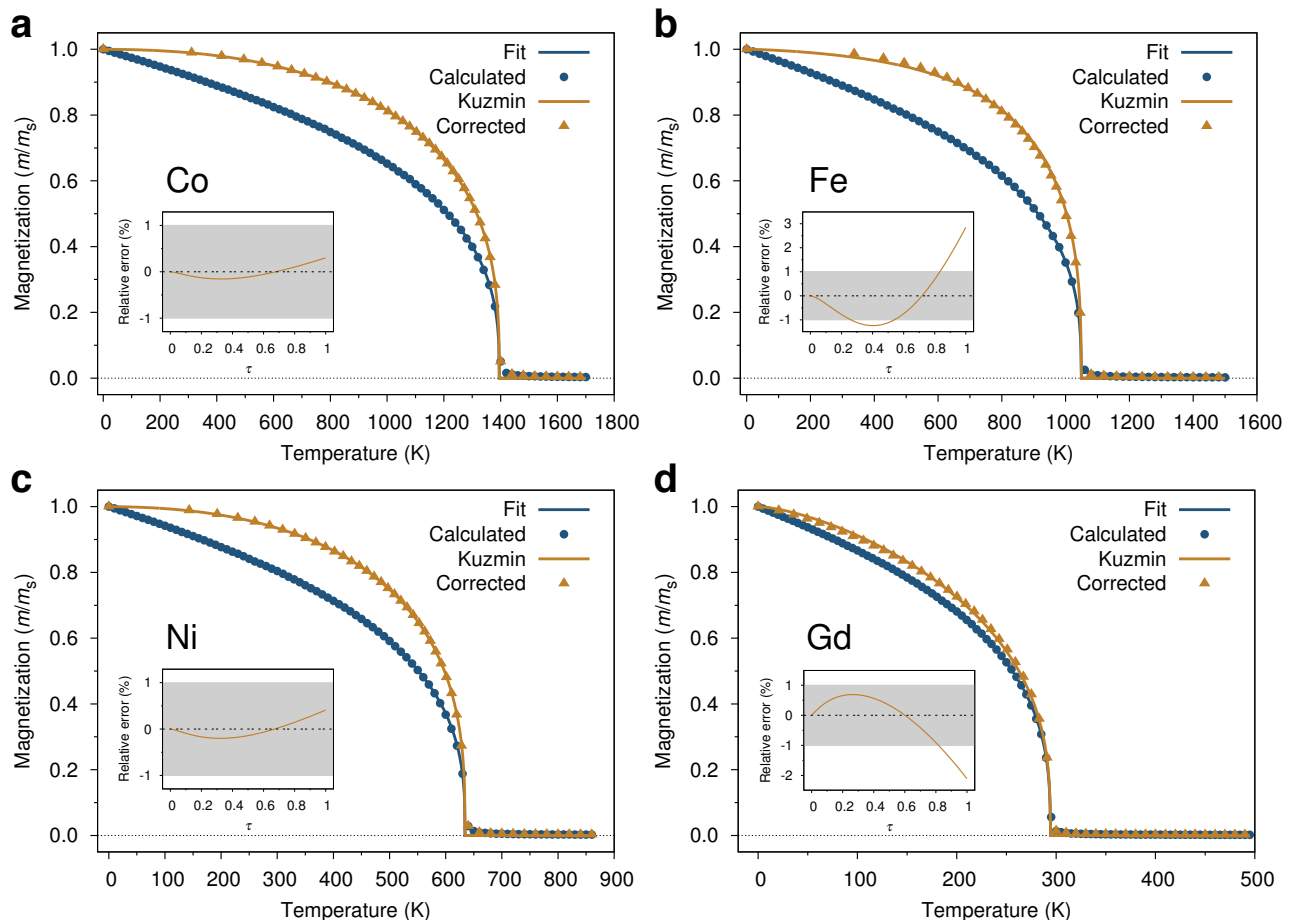 a
1.0
0.8
0.6
0.4
0.2
0.0
Magnetization (m/ms)
Fit
Calculated
Kuzmin
Corrected
Co
1
0
-1
Relative error (%)
0 0.2 0.4 0.6 0.8 1
τ
0 200 400 600 800 1000 1200 1400 1600 1800
Temperature (K)
b
1.0
0.8
0.6
0.4
0.2
0.0
Magnetization (m/ms)
Fit
Calculated
Kuzmin
Corrected
Fe
3
2
1
0
-1
Relative error (%)
0 0.2 0.4 0.6 0.8 1
τ
0 200 400 600 800 1000 1200 1400 1600
Temperature (K)
c
1.0
0.8
0.6
0.4
0.2
0.0
Magnetization (m/ms)
Fit
Calculated
Kuzmin
Corrected
Ni
1
0
-1
Relative error (%)
0 0.2 0.4 0.6 0.8 1
τ
0 100 200 300 400 500 600 700 800 900
Temperature (K)
d
1.0
0.8
0.6
0.4
0.2
0.0
Magnetization (m/ms)
Fit
Calculated
Kuzmin
Corrected
Gd
1
0
-1
-2
Relative error (%)
0 0.2 0.4 0.6 0.8 1
τ
0 100 200 300 400 500
Temperature (K)